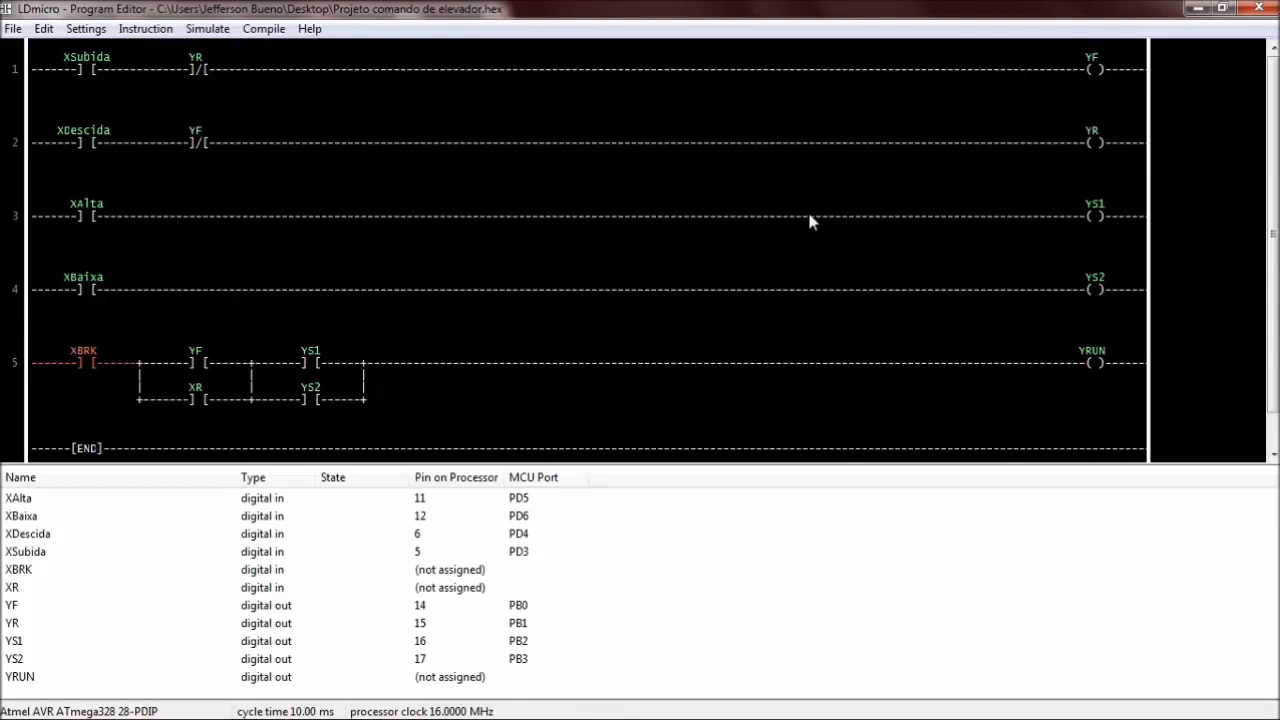 LDmicro - Program Editor - C:\Users\Jefferson Bueno\Desktop\Projeto comando de elevador.hex
File Edit Settings Instruction Simulate Compile Help
XSubida YR YF
1 ------] [------------]/[------( )-----
XDescida YF YR
2 ------] [------------]/[------( )-----
XAlta YS1
3 ------] [------( )-----
XBaixa YS2
4 ------] [------( )-----
XBRK YF YS1 YRUN
5 ------] [------+------] [------+------] [------+------( )-----
| | |
XR YS2
+------] [------+------] [------+
------[END]------
Name Type State Pin on Processor MCU Port
XAlta digital in 11 PD5
XBaixa digital in 12 PD6
XDescida digital in 6 PD4
XSubida digital in 5 PD3
XBRK digital in (not assigned)
XR digital in (not assigned)
YF digital out 14 PB0
YR digital out 15 PB1
YS1 digital out 16 PB2
YS2 digital out 17 PB3
YRUN digital out (not assigned)
Atmel AVR ATmega328 28-PDIP cycle time 10.00 ms processor clock 16.0000 MHz